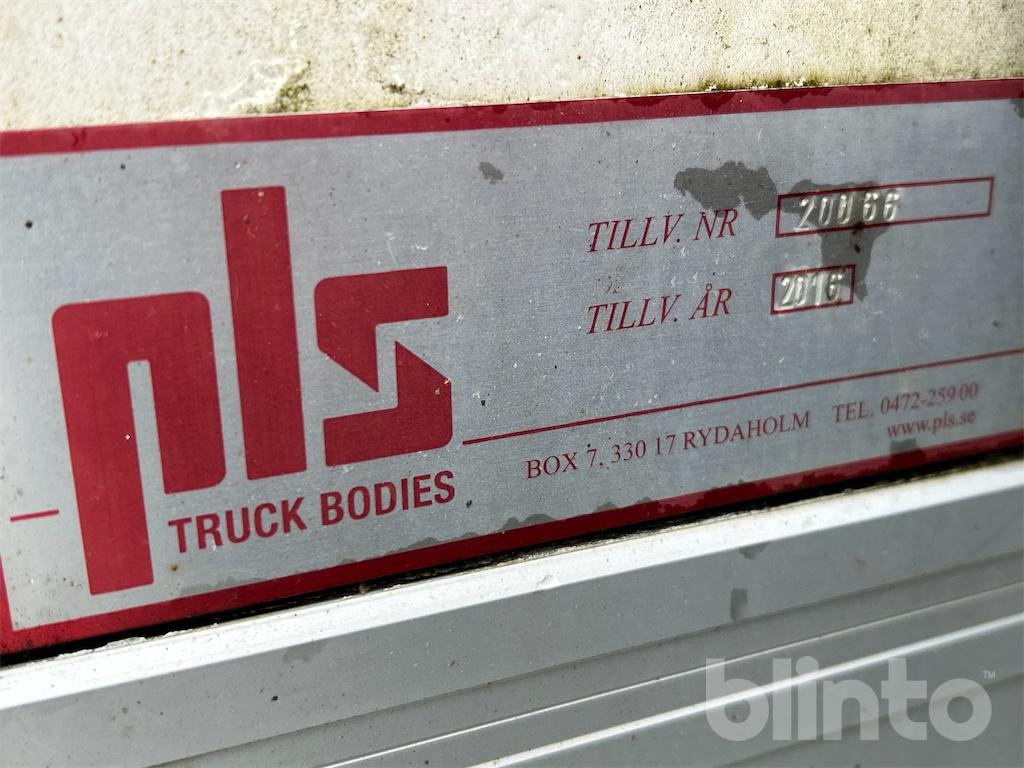 pls
TRUCK BODIES
TILLV. NR 20066
TILLV. ÅR 2016
BOX 7, 330 17 RYDAHOLM TEL. 0472-259 00
www.pls.se
blinto™